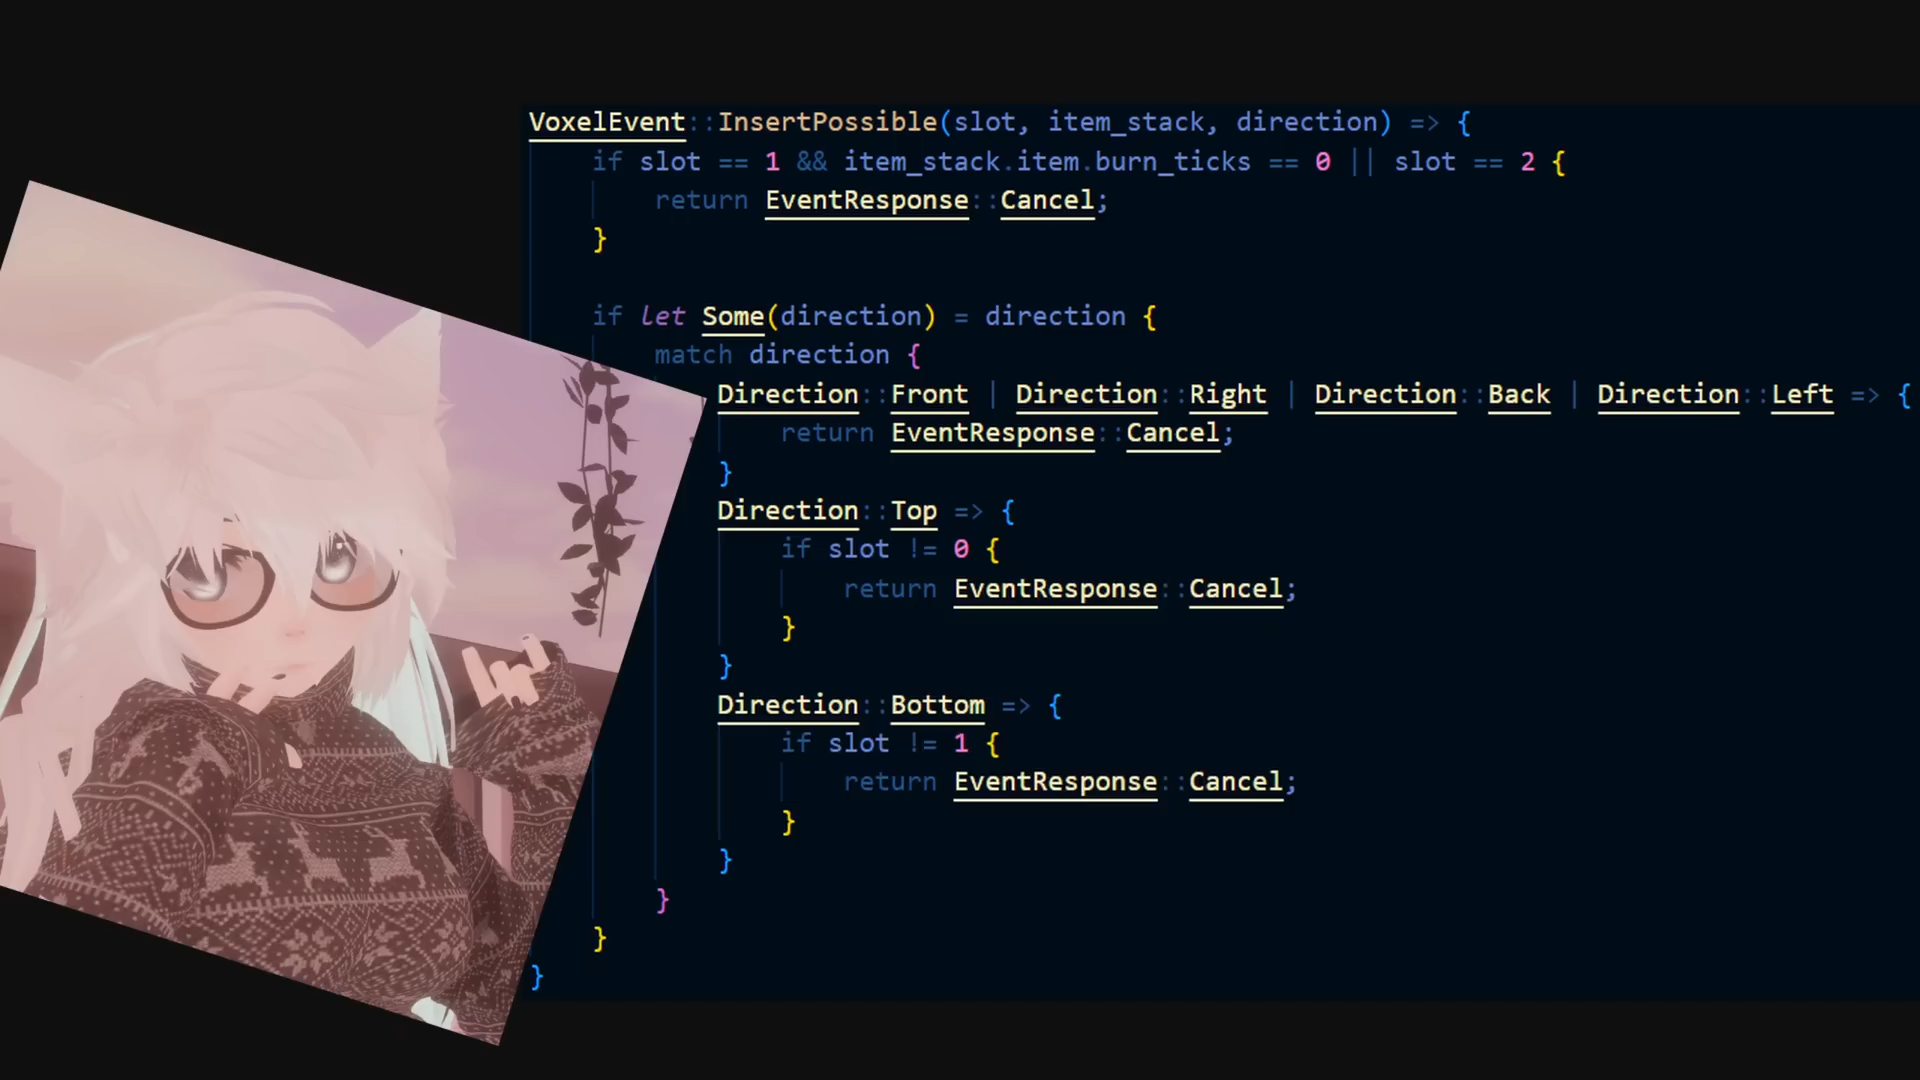 VoxelEvent::InsertPossible(slot, item_stack, direction) => {
if slot == 1 && item_stack.item.burn_ticks == 0 || slot == 2 {
return EventResponse::Cancel;
}
if let Some(direction) = direction {
match direction {
Direction::Front | Direction::Right | Direction::Back | Direction::Left => {
return EventResponse::Cancel;
}
Direction::Top => {
if slot != 0 {
return EventResponse::Cancel;
}
}
Direction::Bottom => {
if slot != 1 {
return EventResponse::Cancel;
}
}
}
}
}